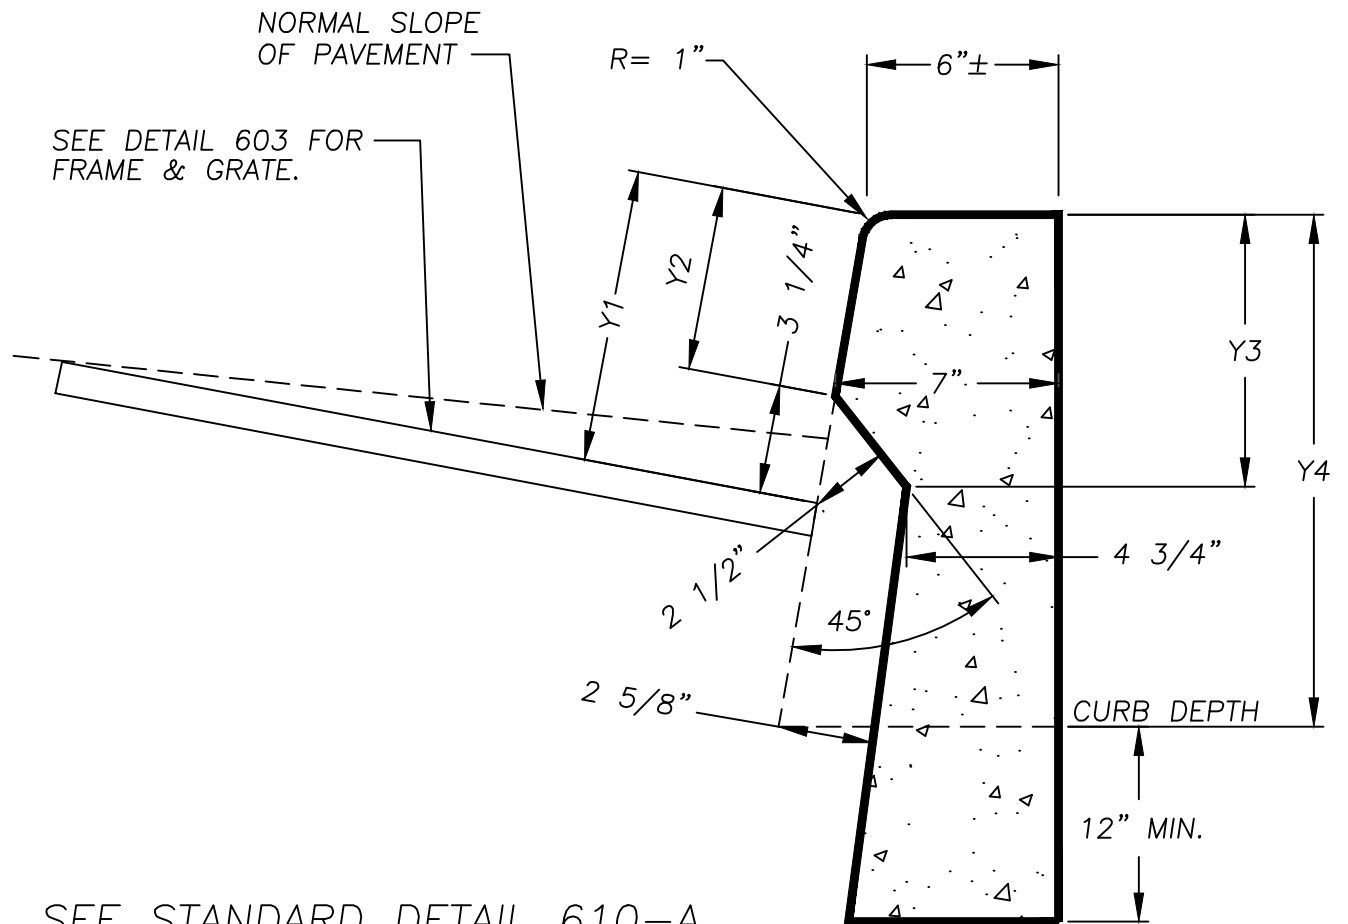 NORMAL SLOPE
OF PAVEMENT
R= 1”
6”±
SEE DETAIL 603 FOR
FRAME & GRATE.
Y1
Y2
3 1/4”
Y3
7”
Y4
2 1/2”
4 3/4”
45°
2 5/8”
CURB DEPTH
12” MIN.
SEE STANDARD DETAIL 610-A